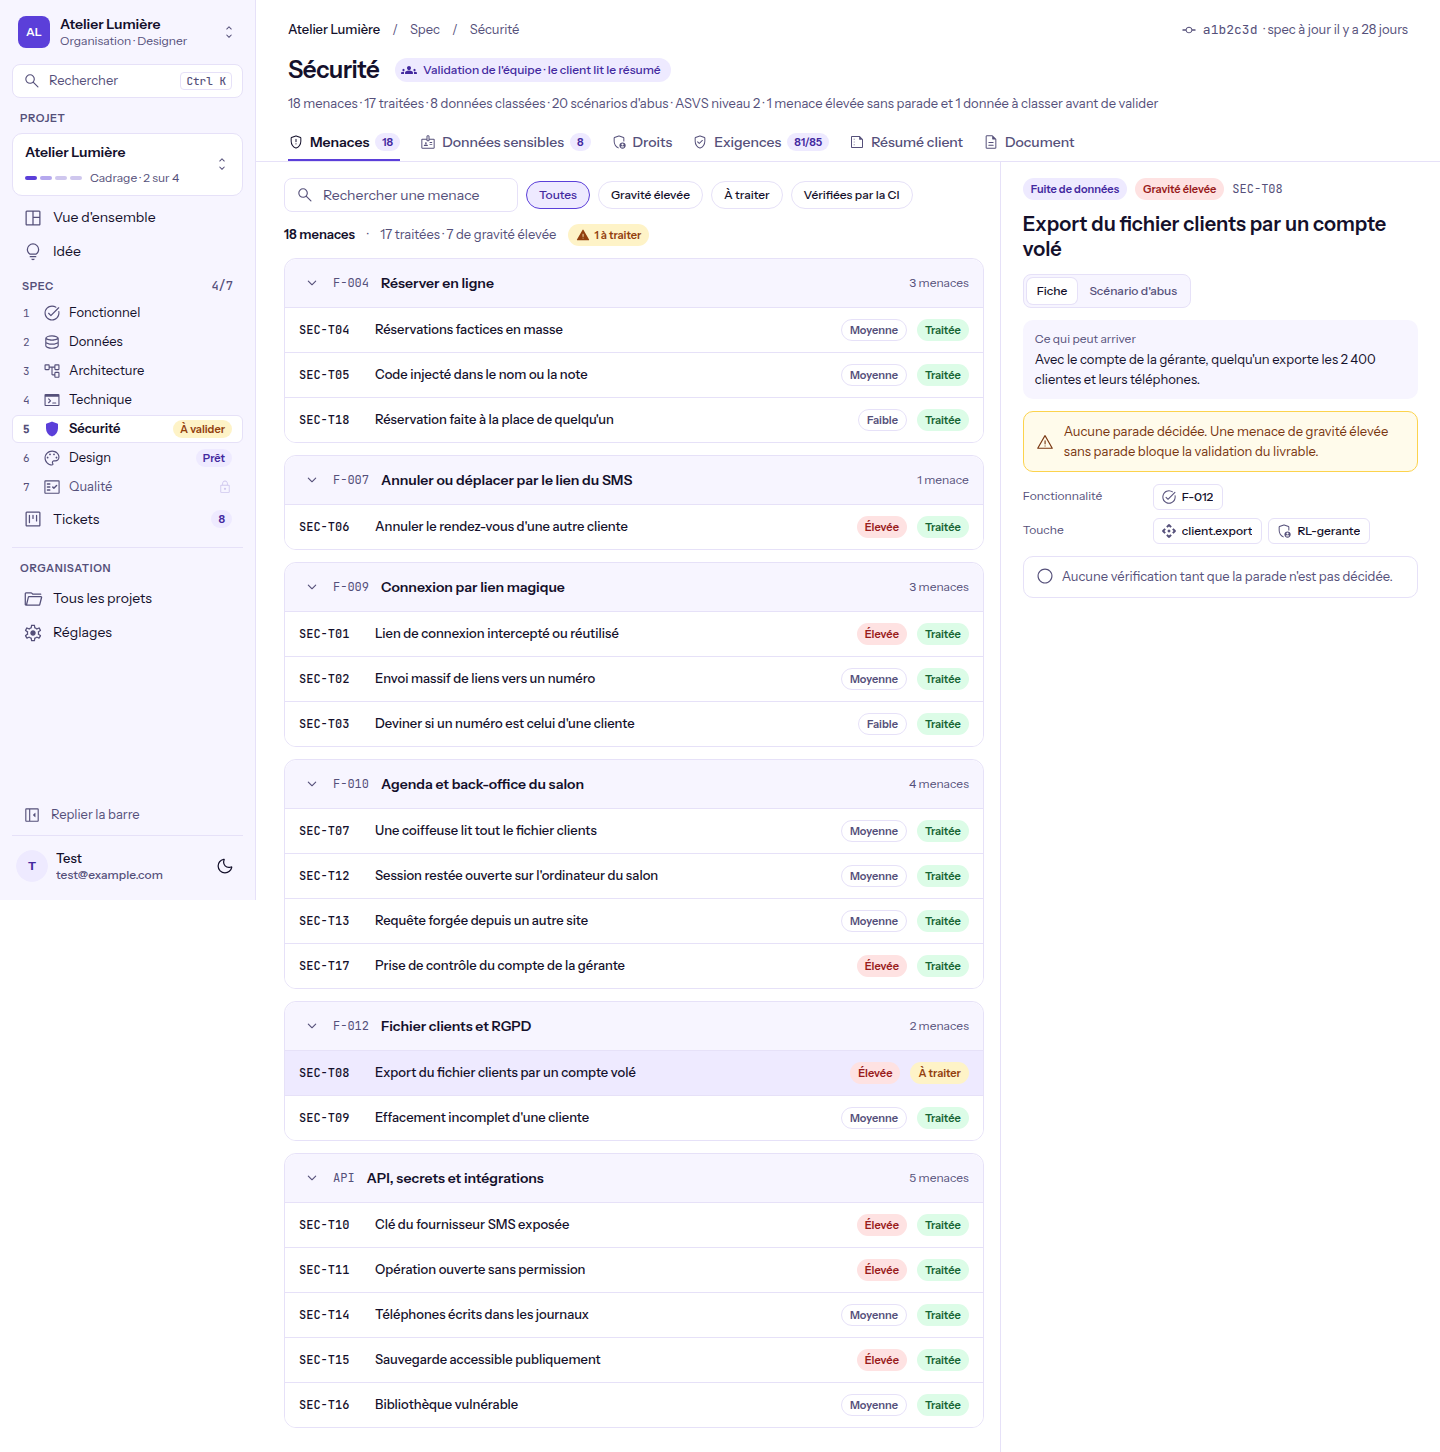 AL
Atelier Lumière
Organisation · Designer
Rechercher
Ctrl K
PROJET
Atelier Lumière
Cadrage · 2 sur 4
Vue d'ensemble
Idée
SPEC 4/7
1 Fonctionnel
2 Données
3 Architecture
4 Technique
5 Sécurité À valider
6 Design Prêt
7 Qualité
Tickets 8
ORGANISATION
Tous les projets
Réglages
Replier la barre
T
Test
test@example.com
Atelier Lumière / Spec / Sécurité
a1b2c3d · spec à jour il y a 28 jours
Sécurité
Validation de l'équipe · le client lit le résumé
18 menaces · 17 traitées · 8 données classées · 20 scénarios d'abus · ASVS niveau 2 · 1 menace élevée sans parade et 1 donnée à classer avant de valider
Menaces 18
Données sensibles 8
Droits
Exigences 81/85
Résumé client
Document
Rechercher une menace
Toutes
Gravité élevée
À traiter
Vérifiées par la CI
18 menaces · 17 traitées · 7 de gravité élevée
1 à traiter
F-004 Réserver en ligne 3 menaces
SEC-T04 Réservations factices en masse Moyenne Traitée
SEC-T05 Code injecté dans le nom ou la note Moyenne Traitée
SEC-T18 Réservation faite à la place de quelqu'un Faible Traitée
F-007 Annuler ou déplacer par le lien du SMS 1 menace
SEC-T06 Annuler le rendez-vous d'une autre cliente Élevée Traitée
F-009 Connexion par lien magique 3 menaces
SEC-T01 Lien de connexion intercepté ou réutilisé Élevée Traitée
SEC-T02 Envoi massif de liens vers un numéro Moyenne Traitée
SEC-T03 Deviner si un numéro est celui d'une cliente Faible Traitée
F-010 Agenda et back-office du salon 4 menaces
SEC-T07 Une coiffeuse lit tout le fichier clients Moyenne Traitée
SEC-T12 Session restée ouverte sur l'ordinateur du salon Moyenne Traitée
SEC-T13 Requête forgée depuis un autre site Moyenne Traitée
SEC-T17 Prise de contrôle du compte de la gérante Élevée Traitée
F-012 Fichier clients et RGPD 2 menaces
SEC-T08 Export du fichier clients par un compte volé Élevée À traiter
SEC-T09 Effacement incomplet d'une cliente Moyenne Traitée
API API, secrets et intégrations 5 menaces
SEC-T10 Clé du fournisseur SMS exposée Élevée Traitée
SEC-T11 Opération ouverte sans permission Élevée Traitée
SEC-T14 Téléphones écrits dans les journaux Moyenne Traitée
SEC-T15 Sauvegarde accessible publiquement Élevée Traitée
SEC-T16 Bibliothèque vulnérable Moyenne Traitée
Fuite de données
Gravité élevée
SEC-T08
Export du fichier clients par un compte
volé
Fiche
Scénario d'abus
Ce qui peut arriver
Avec le compte de la gérante, quelqu'un exporte les 2 400
clientes et leurs téléphones.
Aucune parade décidée. Une menace de gravité élevée
sans parade bloque la validation du livrable.
Fonctionnalité F-012
Touche client.export RL-gerante
Aucune vérification tant que la parade n'est pas décidée.